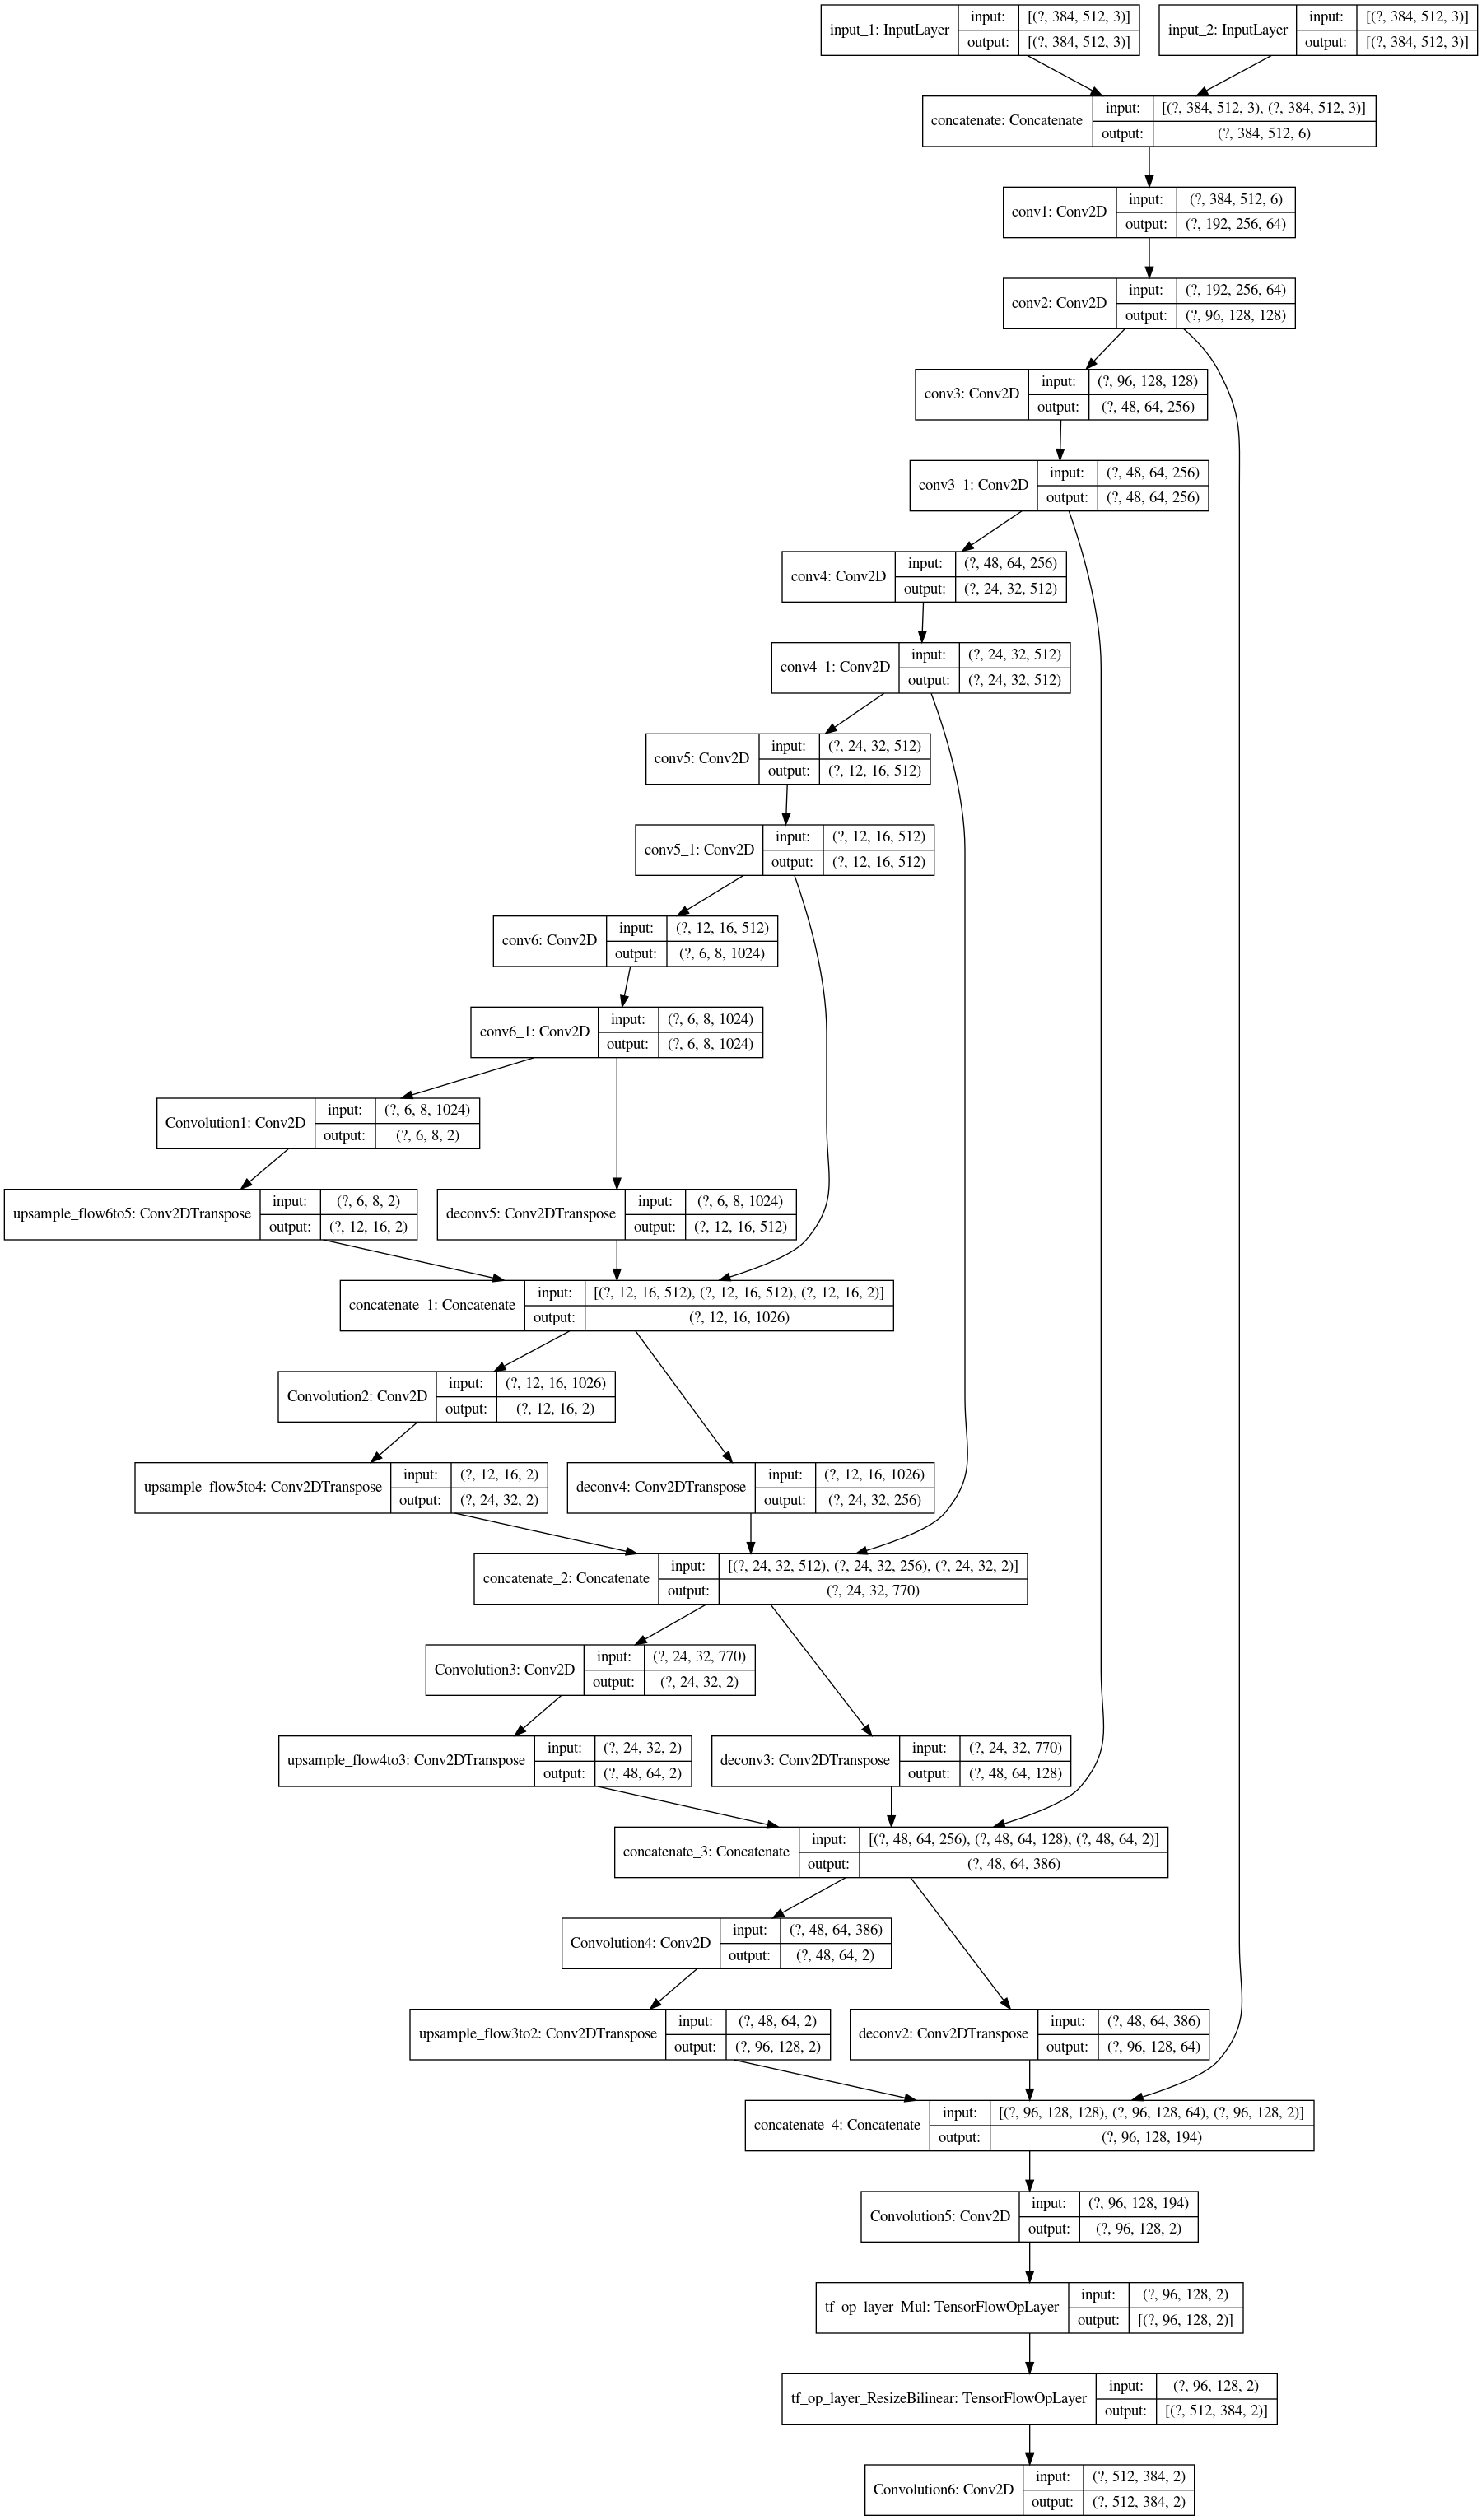 input_1: InputLayer
input:
[(?, 384, 512, 3)]
output:
[(?, 384, 512, 3)]
input_2: InputLayer
input:
[(?, 384, 512, 3)]
output:
[(?, 384, 512, 3)]
concatenate: Concatenate
input:
[(?, 384, 512, 3), (?, 384, 512, 3)]
output:
(?, 384, 512, 6)
conv1: Conv2D
input:
(?, 384, 512, 6)
output:
(?, 192, 256, 64)
conv2: Conv2D
input:
(?, 192, 256, 64)
output:
(?, 96, 128, 128)
conv3: Conv2D
input:
(?, 96, 128, 128)
output:
(?, 48, 64, 256)
conv3_1: Conv2D
input:
(?, 48, 64, 256)
output:
(?, 48, 64, 256)
conv4: Conv2D
input:
(?, 48, 64, 256)
output:
(?, 24, 32, 512)
conv4_1: Conv2D
input:
(?, 24, 32, 512)
output:
(?, 24, 32, 512)
conv5: Conv2D
input:
(?, 24, 32, 512)
output:
(?, 12, 16, 512)
conv5_1: Conv2D
input:
(?, 12, 16, 512)
output:
(?, 12, 16, 512)
conv6: Conv2D
input:
(?, 12, 16, 512)
output:
(?, 6, 8, 1024)
conv6_1: Conv2D
input:
(?, 6, 8, 1024)
output:
(?, 6, 8, 1024)
Convolution1: Conv2D
input:
(?, 6, 8, 1024)
output:
(?, 6, 8, 2)
upsample_flow6to5: Conv2DTranspose
input:
(?, 6, 8, 2)
output:
(?, 12, 16, 2)
deconv5: Conv2DTranspose
input:
(?, 6, 8, 1024)
output:
(?, 12, 16, 512)
concatenate_1: Concatenate
input:
[(?, 12, 16, 512), (?, 12, 16, 512), (?, 12, 16, 2)]
output:
(?, 12, 16, 1026)
Convolution2: Conv2D
input:
(?, 12, 16, 1026)
output:
(?, 12, 16, 2)
upsample_flow5to4: Conv2DTranspose
input:
(?, 12, 16, 2)
output:
(?, 24, 32, 2)
deconv4: Conv2DTranspose
input:
(?, 12, 16, 1026)
output:
(?, 24, 32, 256)
concatenate_2: Concatenate
input:
[(?, 24, 32, 512), (?, 24, 32, 256), (?, 24, 32, 2)]
output:
(?, 24, 32, 770)
Convolution3: Conv2D
input:
(?, 24, 32, 770)
output:
(?, 24, 32, 2)
upsample_flow4to3: Conv2DTranspose
input:
(?, 24, 32, 2)
output:
(?, 48, 64, 2)
deconv3: Conv2DTranspose
input:
(?, 24, 32, 770)
output:
(?, 48, 64, 128)
concatenate_3: Concatenate
input:
[(?, 48, 64, 256), (?, 48, 64, 128), (?, 48, 64, 2)]
output:
(?, 48, 64, 386)
Convolution4: Conv2D
input:
(?, 48, 64, 386)
output:
(?, 48, 64, 2)
upsample_flow3to2: Conv2DTranspose
input:
(?, 48, 64, 2)
output:
(?, 96, 128, 2)
deconv2: Conv2DTranspose
input:
(?, 48, 64, 386)
output:
(?, 96, 128, 64)
concatenate_4: Concatenate
input:
[(?, 96, 128, 128), (?, 96, 128, 64), (?, 96, 128, 2)]
output:
(?, 96, 128, 194)
Convolution5: Conv2D
input:
(?, 96, 128, 194)
output:
(?, 96, 128, 2)
tf_op_layer_Mul: TensorFlowOpLayer
input:
(?, 96, 128, 2)
output:
[(?, 96, 128, 2)]
tf_op_layer_ResizeBilinear: TensorFlowOpLayer
input:
(?, 96, 128, 2)
output:
[(?, 512, 384, 2)]
Convolution6: Conv2D
input:
(?, 512, 384, 2)
output:
(?, 512, 384, 2)